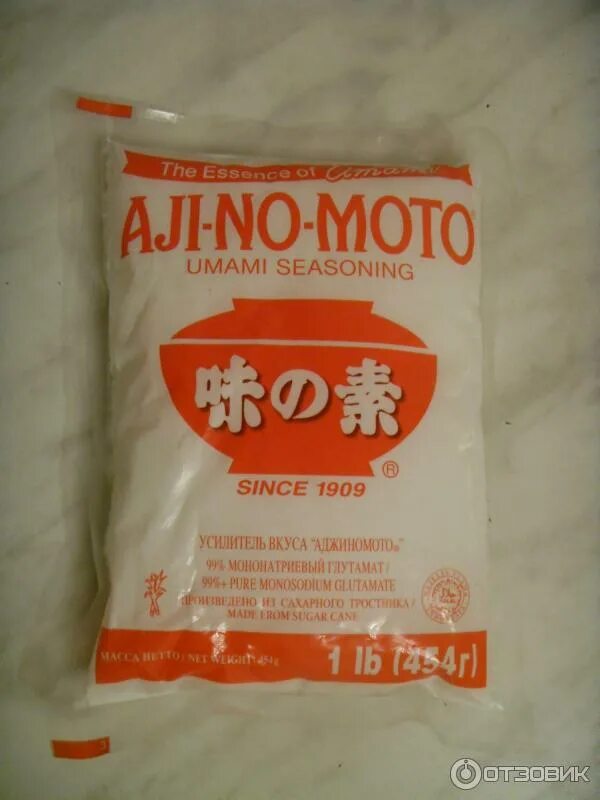 The Essence of Umami
AJI-NO-MOTO
UMAMI SEASONING
味の素
®
SINCE 1909
УСИЛИТЕЛЬ ВКУСА "АДЖИНОМОТО®"
99% МОНОНАТРИЕВЫЙ ГЛУТАМАТ /
99%+ PURE MONOSODIUM GLUTAMATE
ПРОИЗВЕДЕНО ИЗ САХАРНОГО ТРОСТНИКА /
MADE FROM SUGAR CANE
МАССА НЕТТО / NET WEIGHT: 454g
1 lb (454г)
ОТЗОВИК